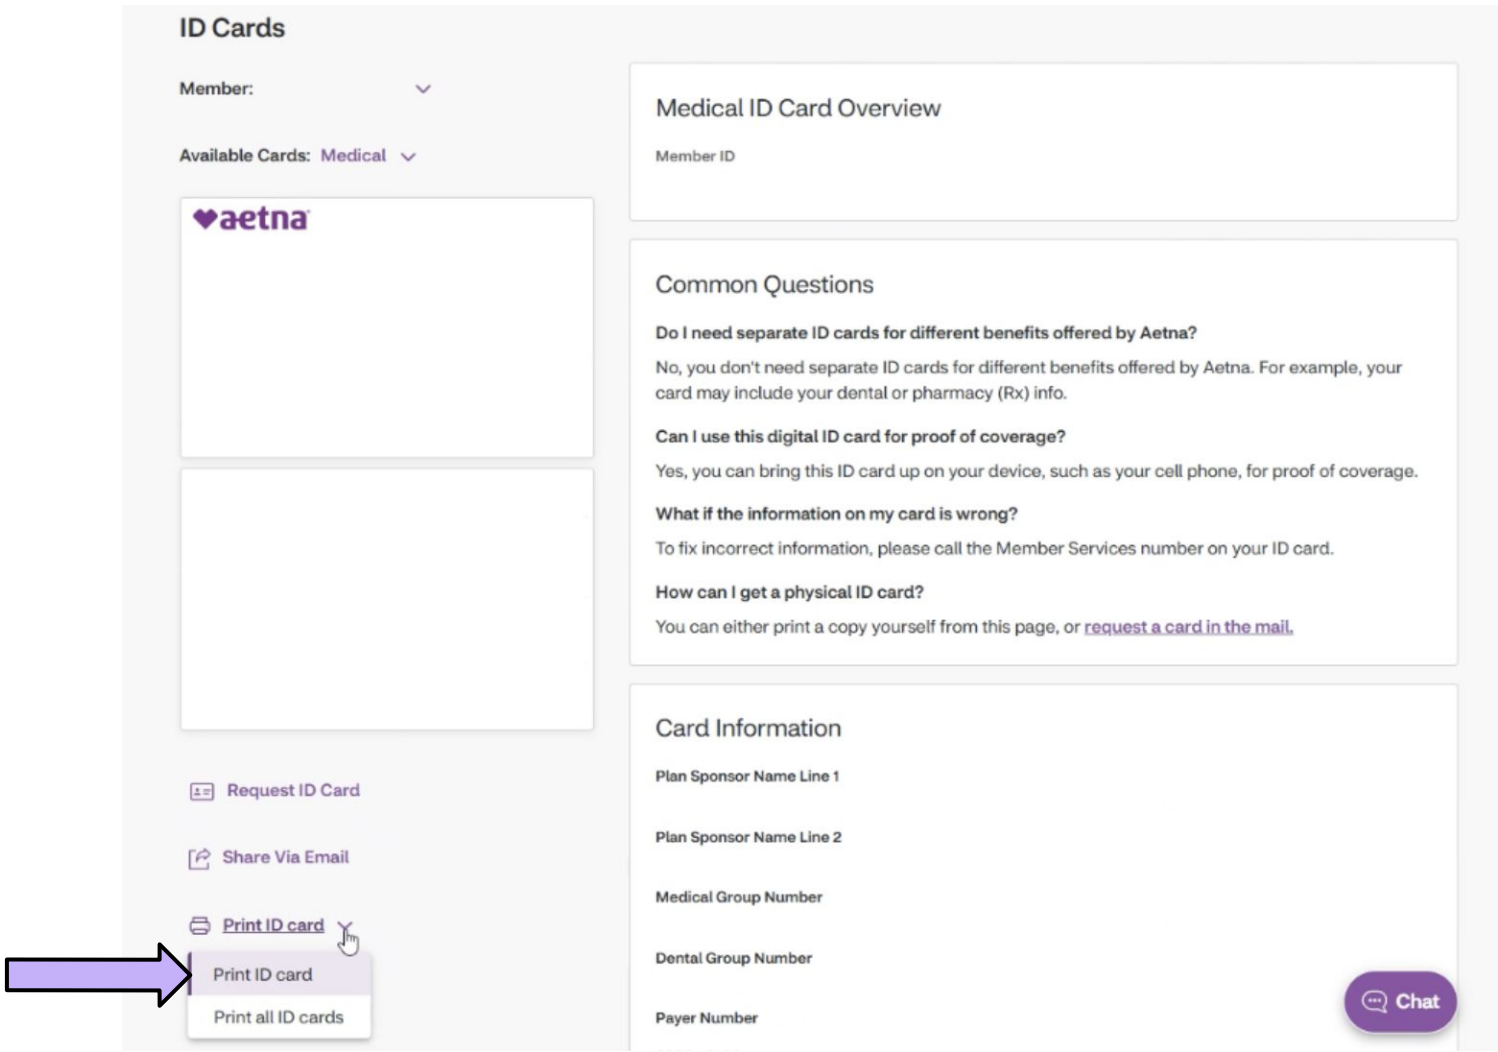 ID Cards
Member:
Available Cards: Medical
aetna
Request ID Card
Share Via Email
Print ID card
Print ID card
Print all ID cards
Medical ID Card Overview
Member ID
Common Questions
Do I need separate ID cards for different benefits offered by Aetna?
No, you don't need separate ID cards for different benefits offered by Aetna. For example, your
card may include your dental or pharmacy (Rx) info.
Can I use this digital ID card for proof of coverage?
Yes, you can bring this ID card up on your device, such as your cell phone, for proof of coverage.
What if the information on my card is wrong?
To fix incorrect information, please call the Member Services number on your ID card.
How can I get a physical ID card?
You can either print a copy yourself from this page, or request a card in the mail.
Card Information
Plan Sponsor Name Line 1
Plan Sponsor Name Line 2
Medical Group Number
Dental Group Number
Payer Number
Chat